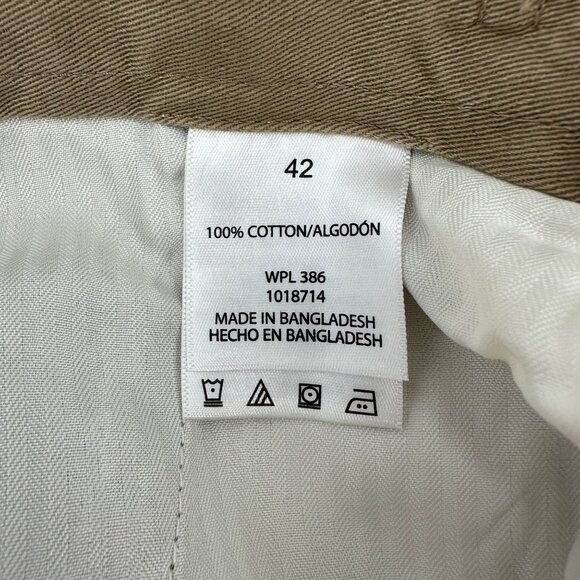 42
100% COTTON/ALGODÓN
WPL 386
1018714
MADE IN BANGLADESH
HECHO EN BANGLADESH